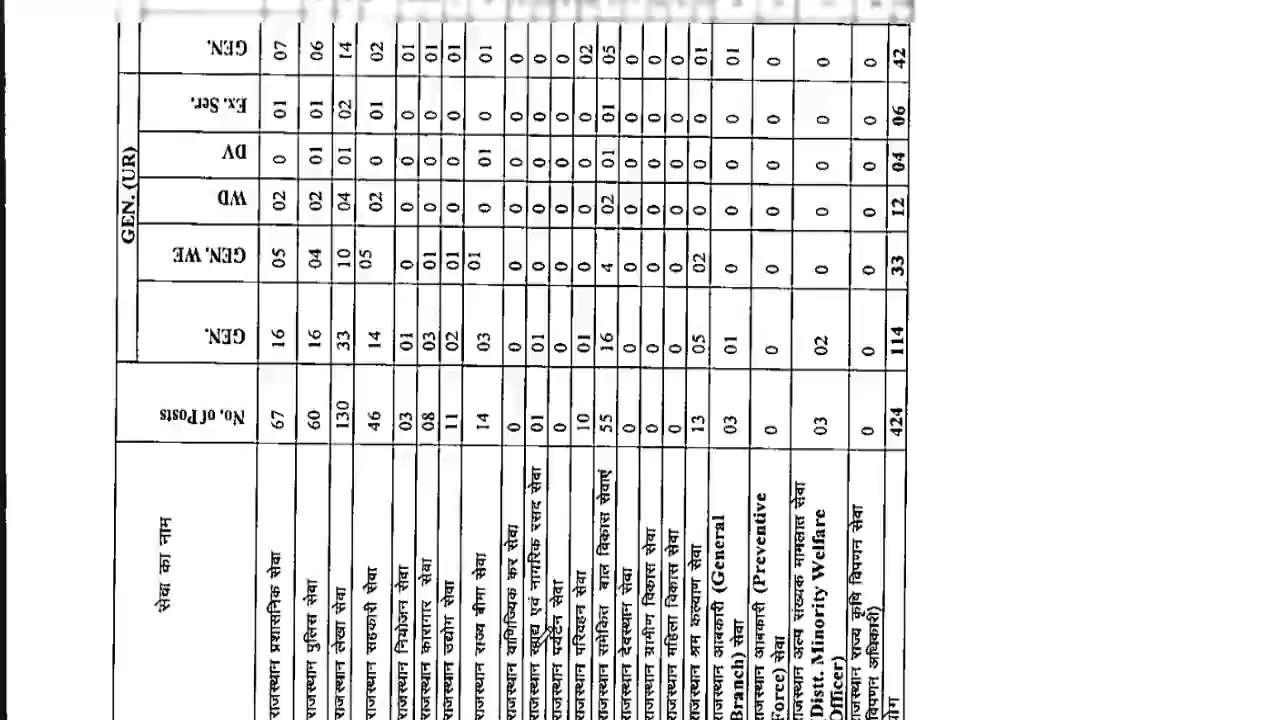 सेवा का नाम No. of Posts GEN. (UR)
GEN. GEN. WE WD DV Ex. Ser. GEN.
राजस्थान प्रशासनिक सेवा 67 16 05 02 0 01 07
राजस्थान पुलिस सेवा 60 16 04 02 01 01 06
राजस्थान लेखा सेवा 130 33 10 04 01 02 14
राजस्थान सहकारी सेवा 46 14 05 02 0 01 02
राजस्थान नियोजन सेवा 03 01 0 0 0 0 01
राजस्थान कारागार सेवा 08 03 01 0 0 0 01
राजस्थान उद्योग सेवा 11 02 01 0 0 0 01
राजस्थान राज्य बीमा सेवा 14 03 01 0 01 0 01
राजस्थान वाणिज्यिक कर सेवा 0 0 0 0 0 0 0
राजस्थान खाद्य एवं नागरिक रसद सेवा 01 01 0 0 0 0 0
राजस्थान पर्यटन सेवा 0 0 0 0 0 0 0
राजस्थान परिवहन सेवा 10 01 0 0 0 0 02
राजस्थान समेकित बाल विकास सेवाएं 55 16 4 02 01 01 05
राजस्थान देवस्थान सेवा 0 0 0 0 0 0 0
राजस्थान ग्रामीण विकास सेवा 0 0 0 0 0 0 0
राजस्थान महिला विकास सेवा 0 0 0 0 0 0 0
राजस्थान श्रम कल्याण सेवा 13 05 02 0 0 0 01
राजस्थान आबकारी (General
Branch) सेवा 03 01 0 0 0 0 01
राजस्थान आबकारी (Preventive
Force) सेवा 0 0 0 0 0 0 0
राजस्थान अल्प संख्यक मामलात सेवा
Distt. Minority Welfare
Officer) 03 02 0 0 0 0 0
राजस्थान राज्य कृषि विपणन सेवा
विपणन अधिकारी) 0 0 0 0 0 0 0
योग 424 114 33 12 04 06 42